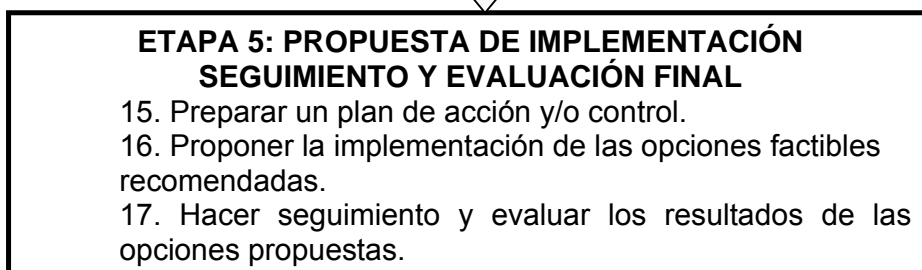 ETAPA 5: PROPUESTA DE IMPLEMENTACIÓN
SEGUIMIENTO Y EVALUACIÓN FINAL
15. Preparar un plan de acción y/o control.
16. Proponer la implementación de las opciones factibles
recomendadas.
17. Hacer seguimiento y evaluar los resultados de las
opciones propuestas.